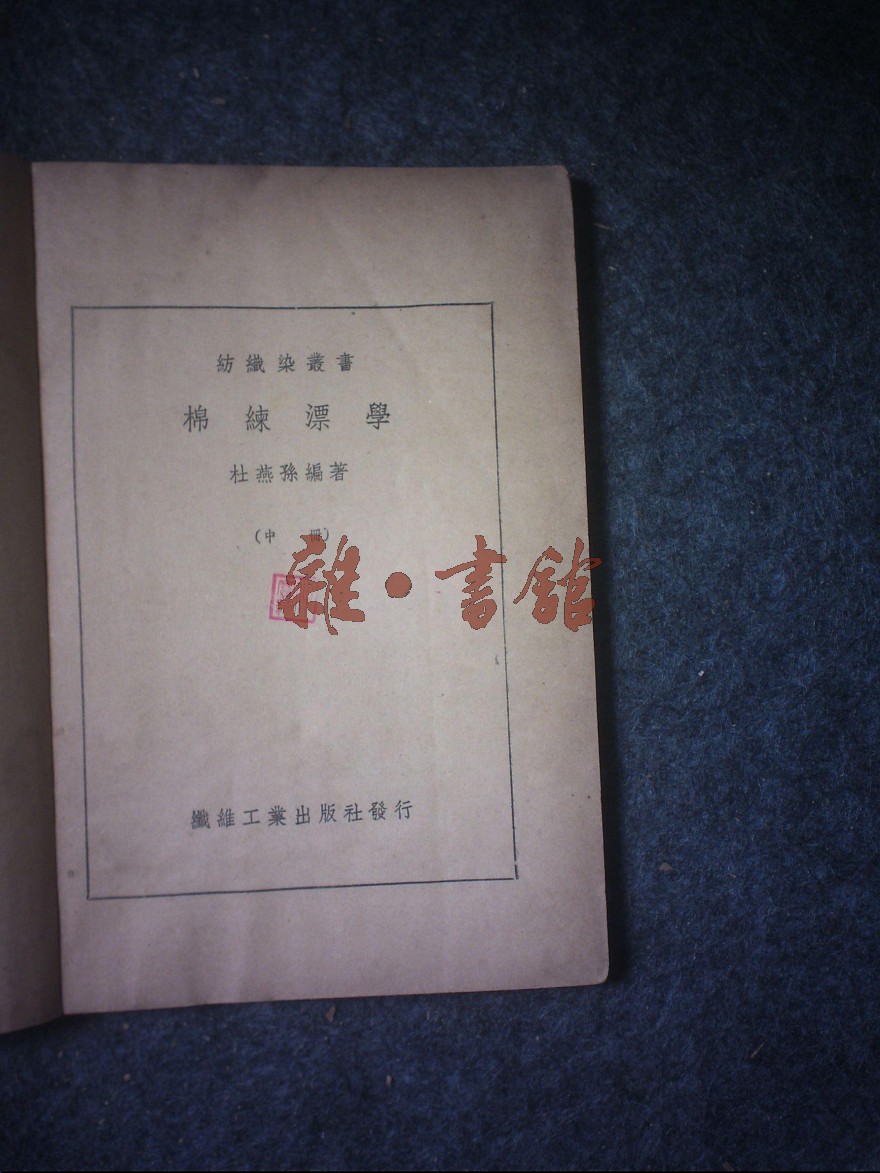 紡織染叢書
棉練漂學
杜燕孫編著
(中冊)
雜·書館
纖維工業出版社發行